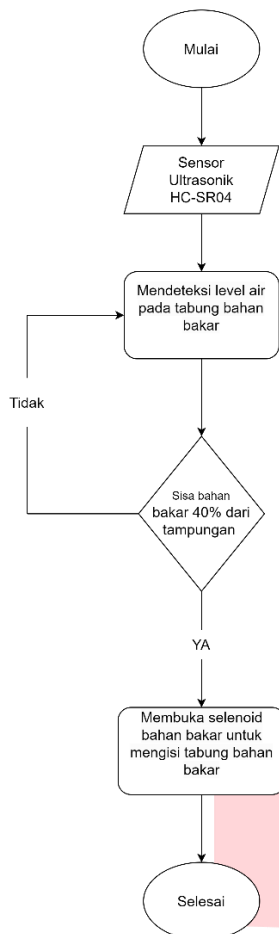 Mulai
Sensor
Ultrasonik
HC-SR04
Mendeteksi level air
pada tabung bahan
bakar
Tidak
Sisa bahan
bakar 40% dari
tampungan
YA
Membuka selenoid
bahan bakar untuk
mengisi tabung bahan
bakar
Selesai